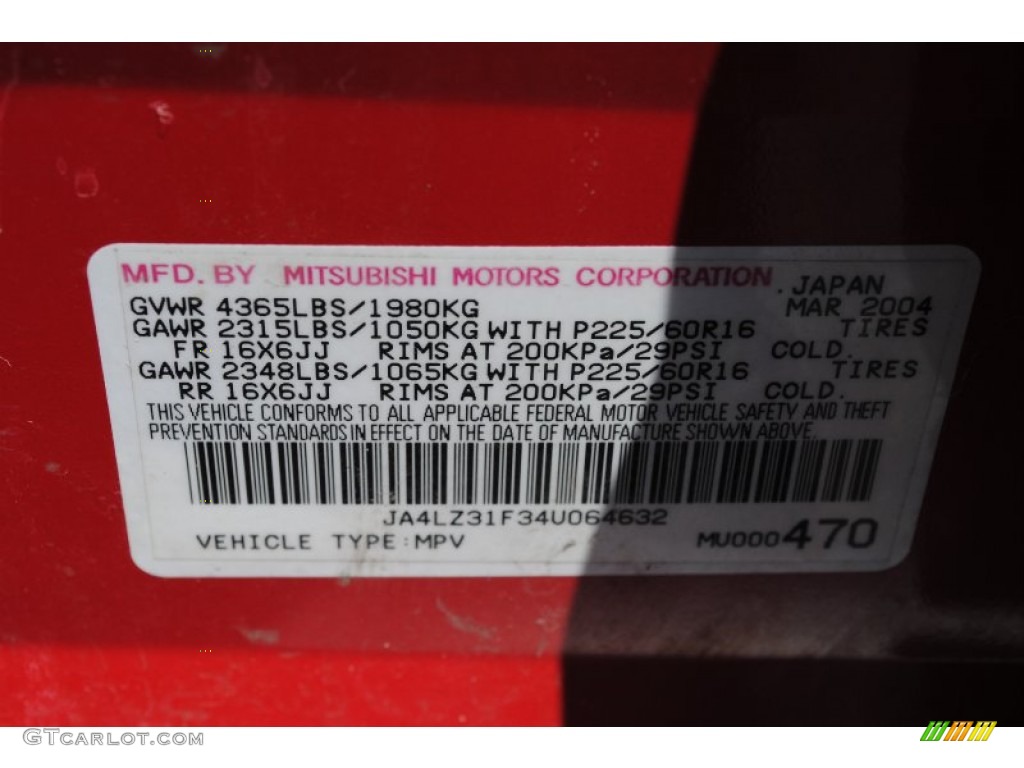 MFD. BY MITSUBISHI MOTORS CORPORATION. JAPAN
GVWR 4365LBS/1980KG MAR 2004
GAWR 2315LBS/1050KG WITH P225/60R16 TIRES
FR 16X6JJ RIMS AT 200KPa/29PSI COLD.
GAWR 2348LBS/1065KG WITH P225/60R16 TIRES
RR 16X6JJ RIMS AT 200KPa/29PSI COLD.
THIS VEHICLE CONFORMS TO ALL APPLICABLE FEDERAL MOTOR VEHICLE SAFETY AND THEFT
PREVENTION STANDARDS IN EFFECT ON THE DATE OF MANUFACTURE SHOWN ABOVE.
JA4LZ31F34U064632
VEHICLE TYPE:MPV MU000470
GTCARLOT.COM